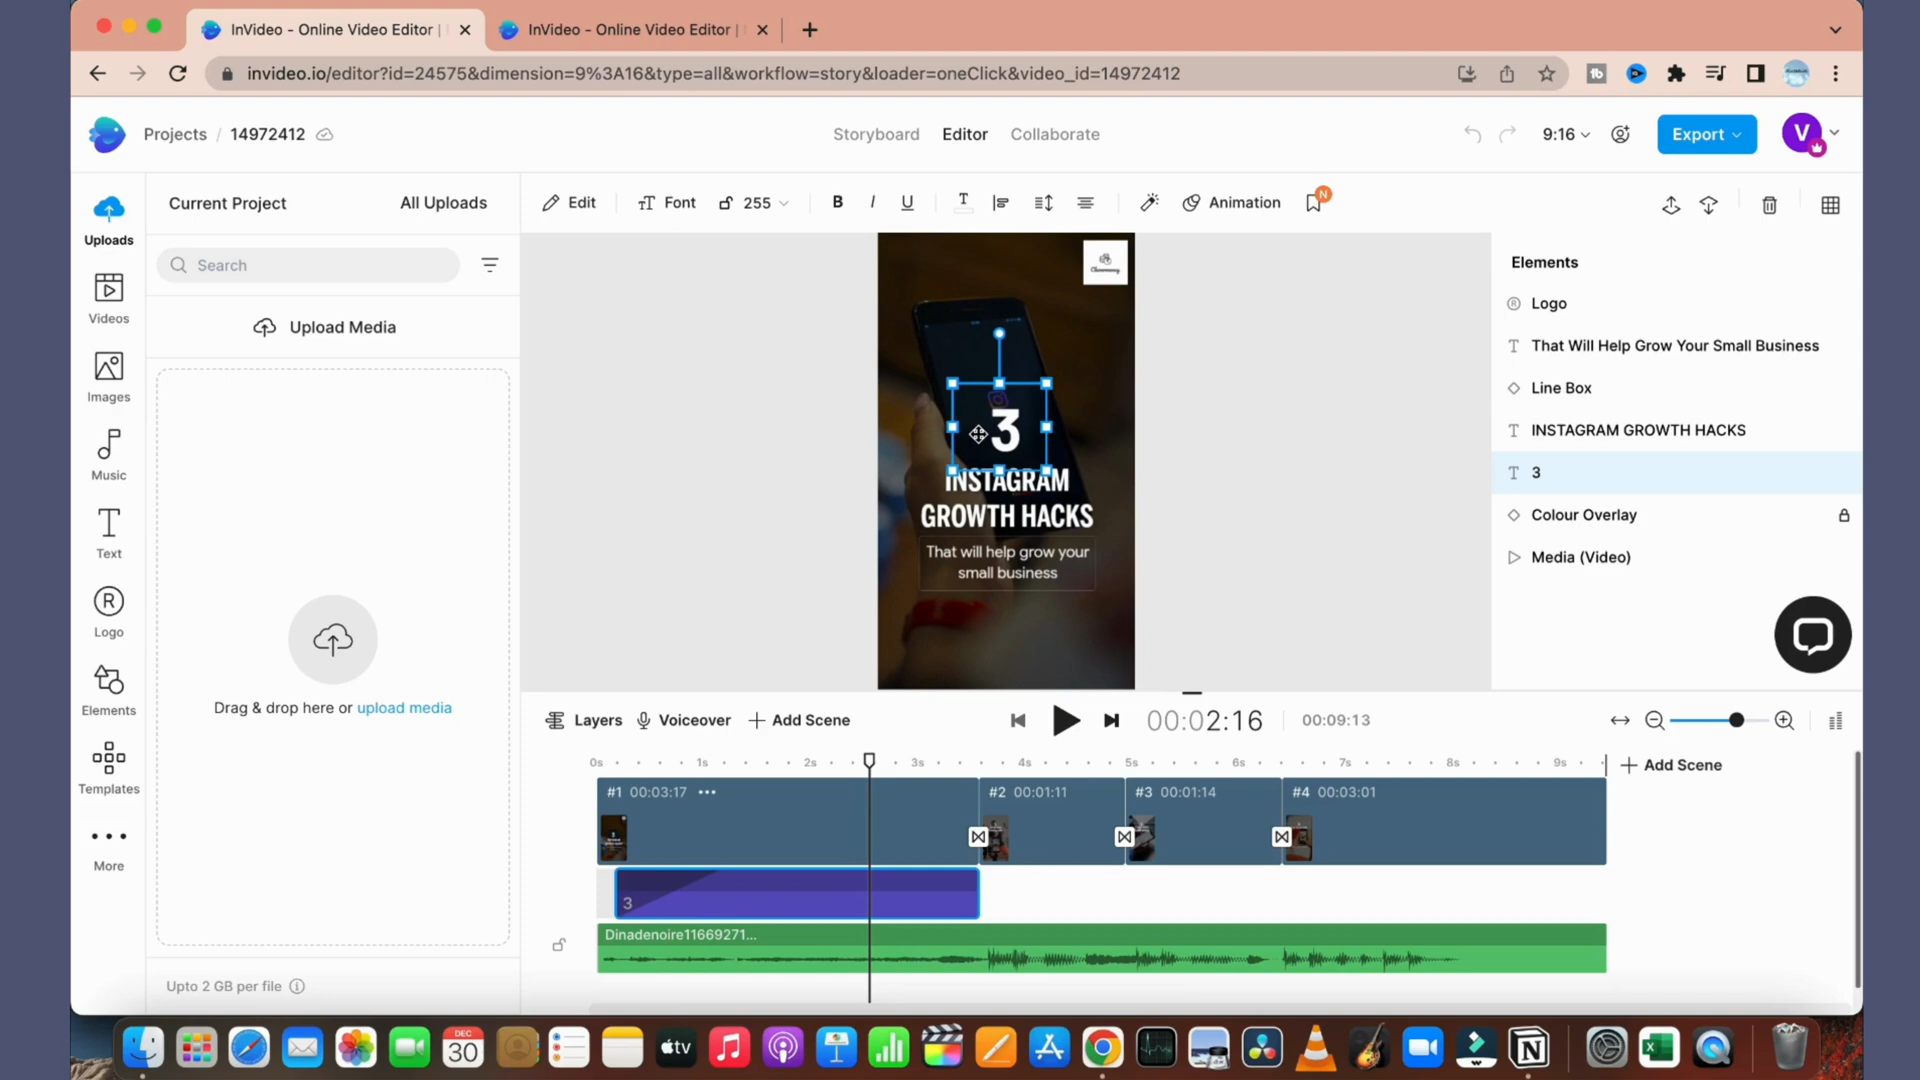 InVideo - Online Video Editor |
InVideo - Online Video Editor |
invideo.io/editor?id=24575&dimension=9%3A16&type=all&workflow=story&loader=oneClick&video_id=14972412
Projects / 14972412
Storyboard
Editor
Collaborate
9:16
Export
V
Uploads
Videos
Images
Music
Text
Logo
Elements
Templates
More
Current Project
All Uploads
Search
Upload Media
Drag & drop here or upload media
Upto 2 GB per file
Edit
Font
255
B
I
U
Animation
N
3
INSTAGRAM
GROWTH HACKS
That will help grow your
small business
Elements
Logo
That Will Help Grow Your Small Business
Line Box
INSTAGRAM GROWTH HACKS
3
Colour Overlay
Media (Video)
Layers
Voiceover
Add Scene
00:02:16
00:09:13
0s
1s
2s
3s
4s
5s
6s
7s
8s
9s
Add Scene
#1 00:03:17
#2 00:01:11
#3 00:01:14
#4 00:03:01
3
Dinadenoire11669271...
DEC
30
tv